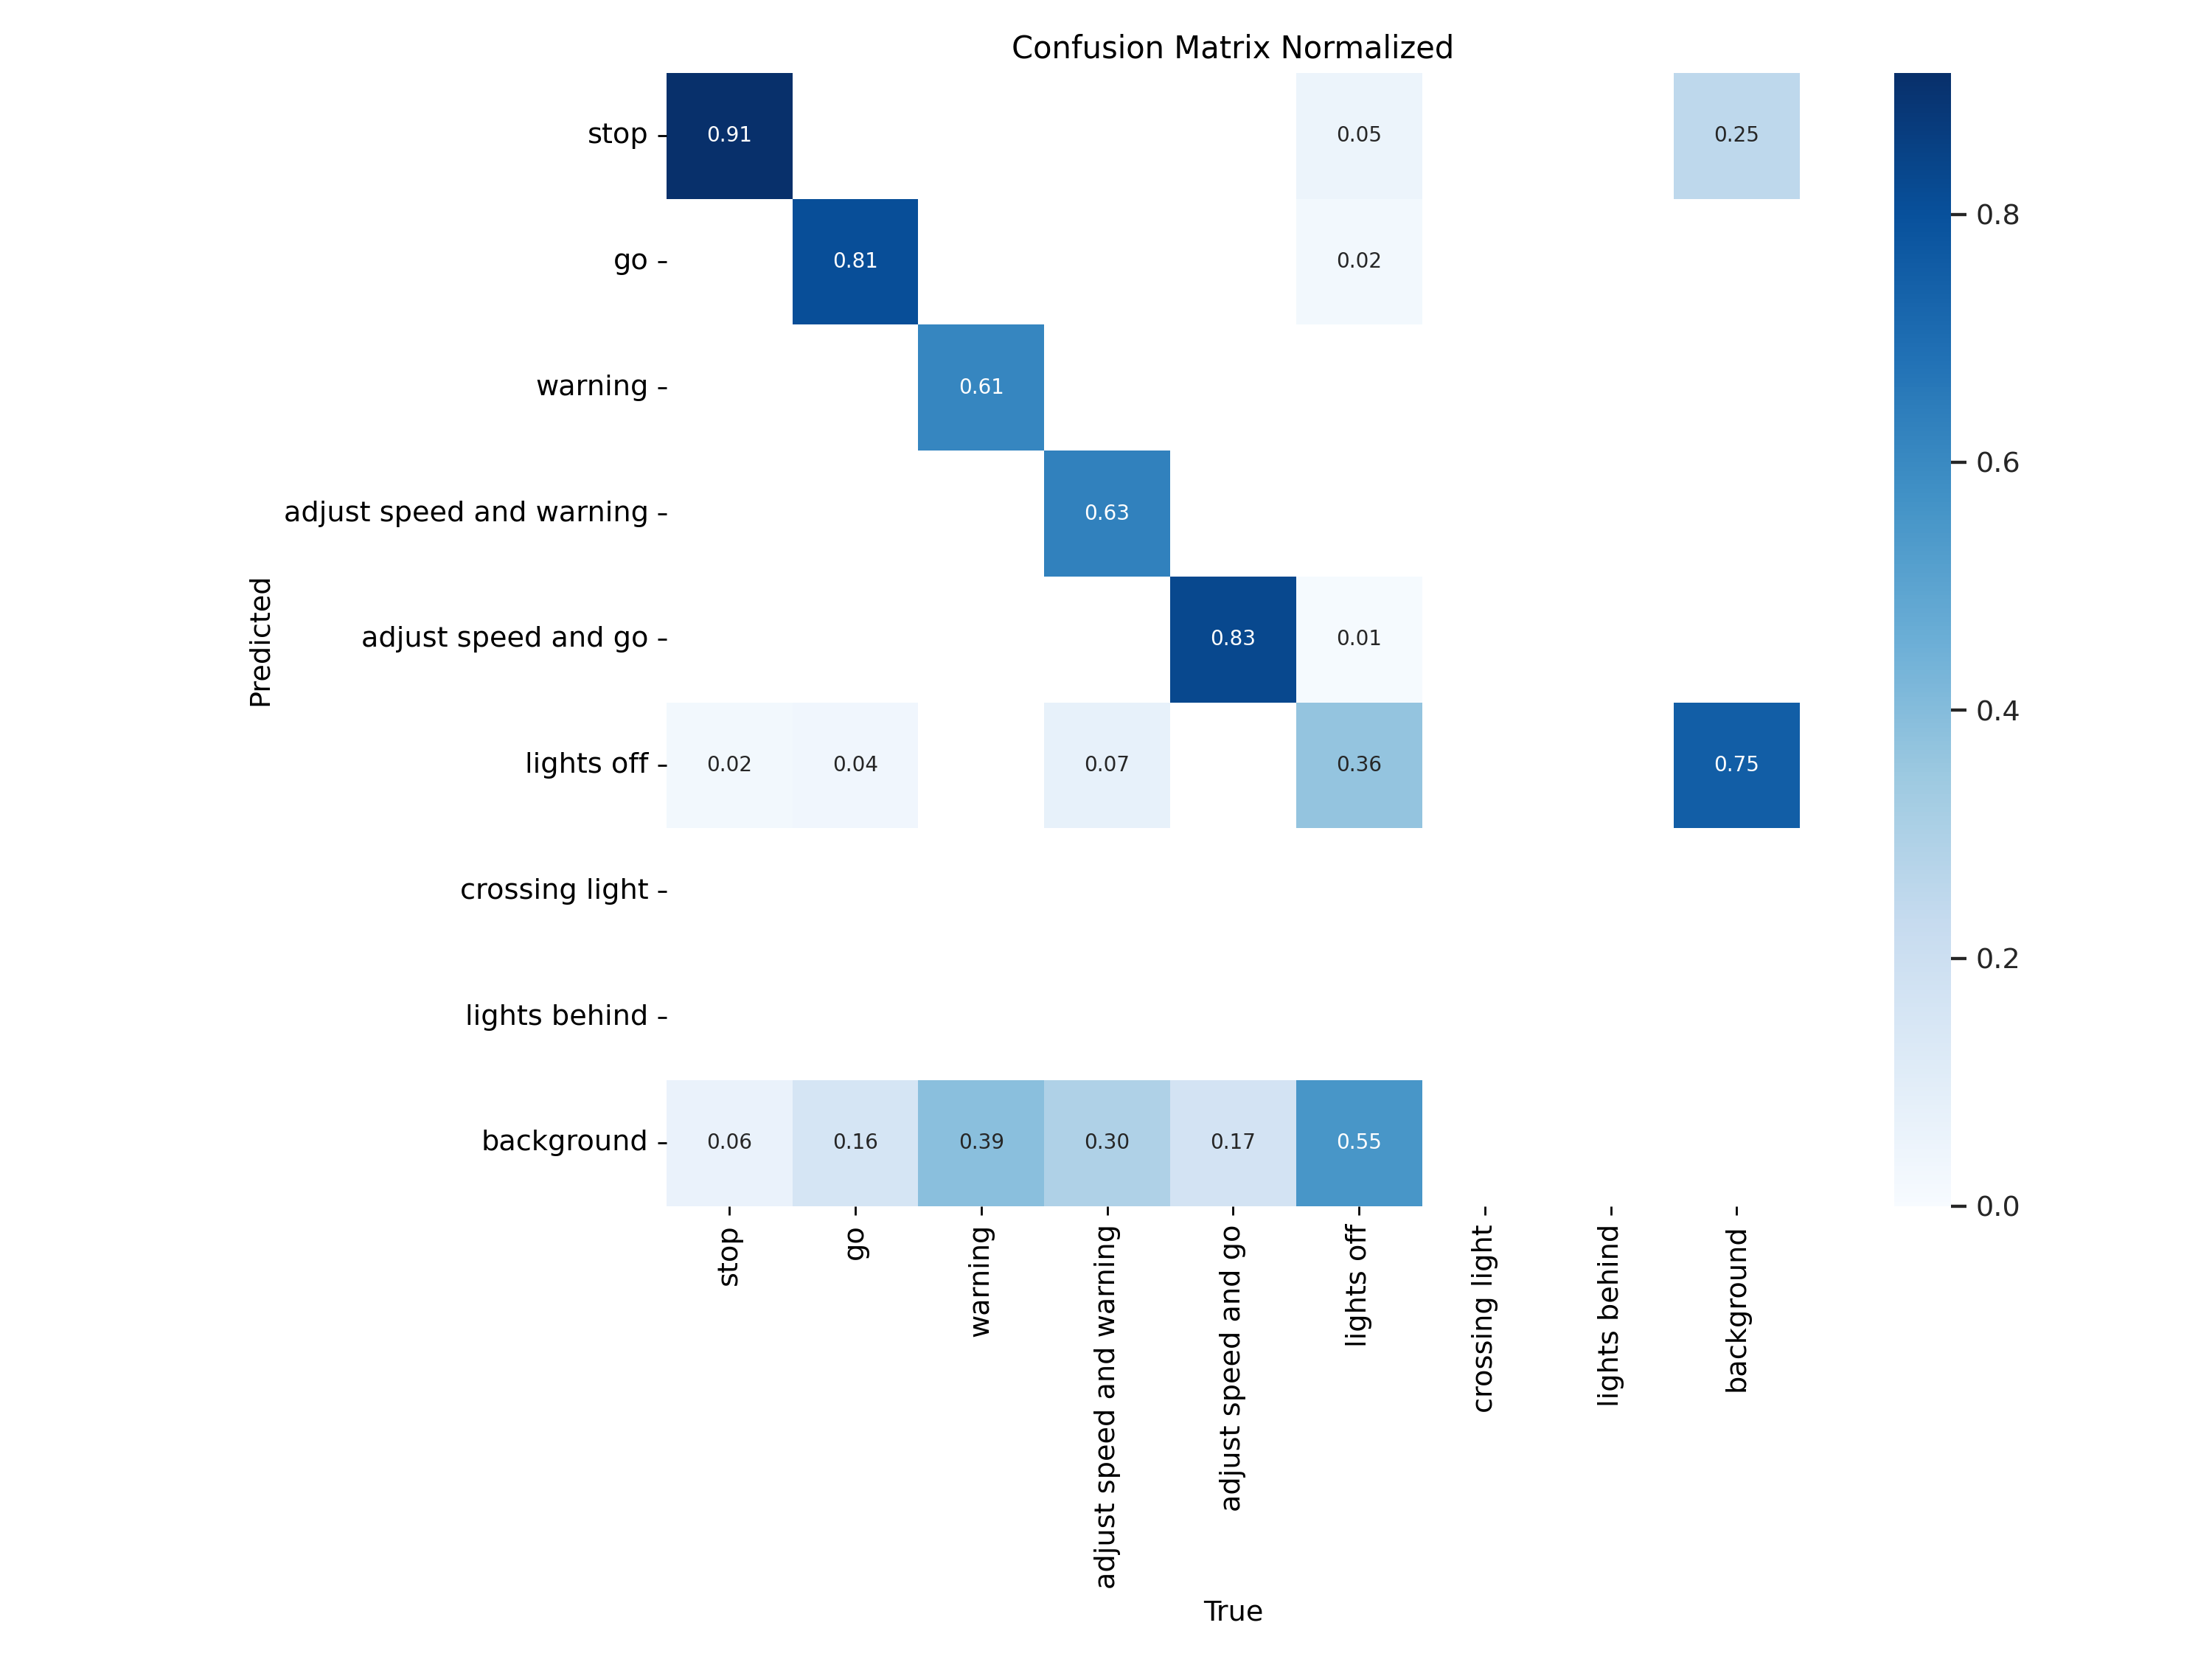 Confusion Matrix Normalized
stop 0.91 0.05 0.25
go 0.81 0.02
warning 0.61
adjust speed and warning 0.63
adjust speed and go 0.83 0.01
lights off 0.02 0.04 0.07 0.36 0.75
crossing light
lights behind
background 0.06 0.16 0.39 0.30 0.17 0.55
Predicted
stop
go
warning
adjust speed and warning
adjust speed and go
lights off
crossing light
lights behind
background
True
0.8
0.6
0.4
0.2
0.0